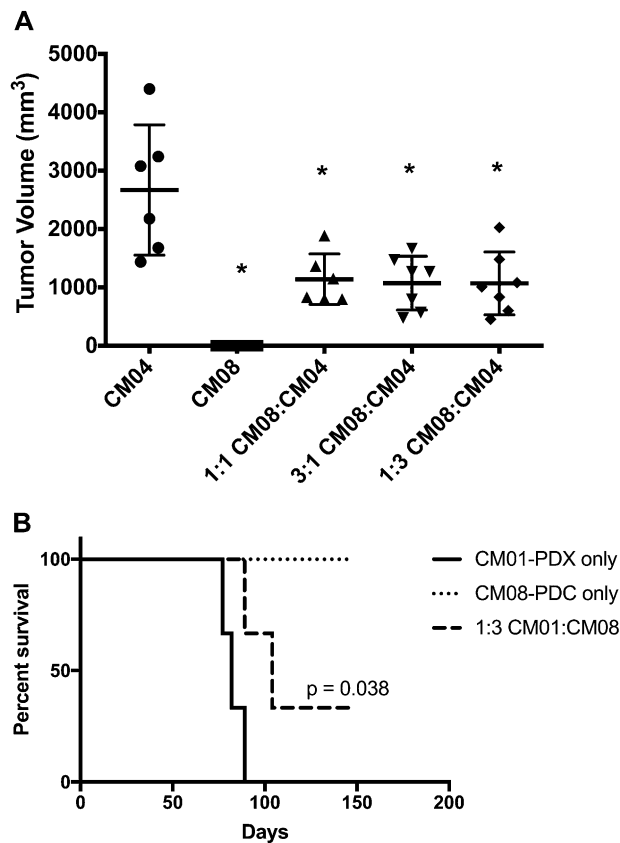 A
Tumor Volume (mm³)
5000
4000
3000
2000
1000
0
* * * *
CM04
CM08
1:1 CM08:CM04
3:1 CM08:CM04
1:3 CM08:CM04
B
Percent survival
100
50
0
p = 0.038
0 50 100 150 200
Days
CM01-PDX only
CM08-PDC only
1:3 CM01:CM08